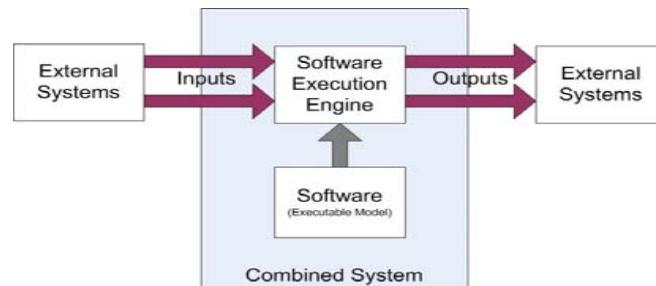 External
Systems
Inputs
Software
Execution
Engine
Outputs
External
Systems
Software
(Executable Model)
Combined System